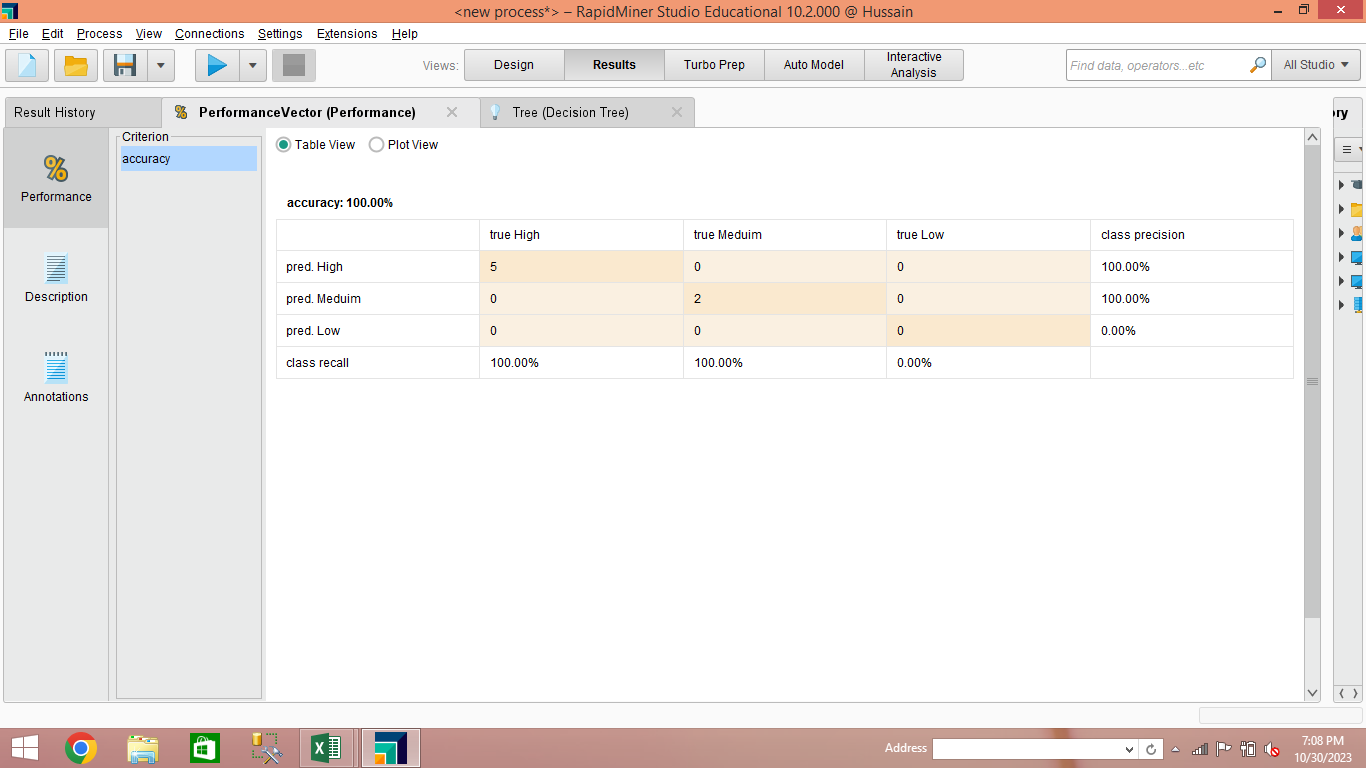 <new process*> – RapidMiner Studio Educational 10.2.000 @ Hussain
File Edit Process View Connections Settings Extensions Help
Views: Design Results Turbo Prep Auto Model Interactive Analysis Find data, operators...etc All Studio
Result History PerformanceVector (Performance) Tree (Decision Tree) ory
Criterion
accuracy
Performance
Description
Annotations
Table View Plot View
accuracy: 100.00%
true High true Meduim true Low class precision
pred. High 5 0 0 100.00%
pred. Meduim 0 2 0 100.00%
pred. Low 0 0 0 0.00%
class recall 100.00% 100.00% 0.00%
Address 7:08 PM
10/30/2023